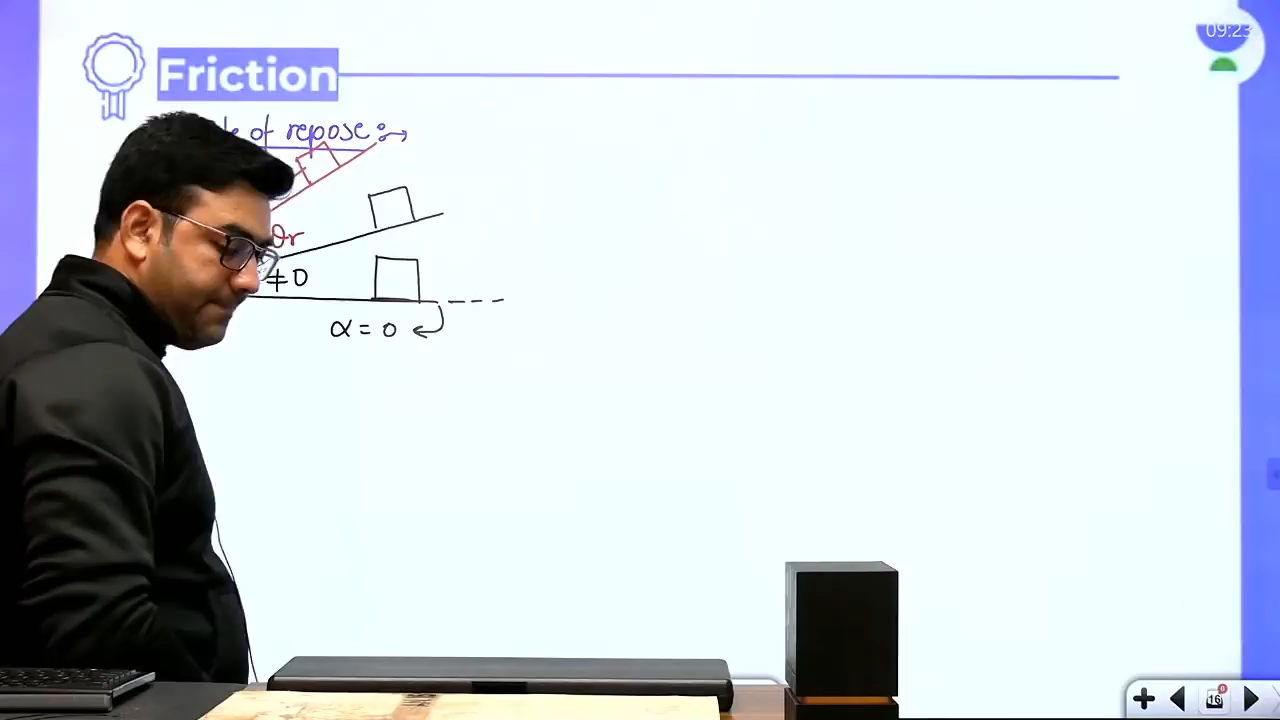 09:23
Friction
of repose :→
θr
≠ 0
α = 0
16